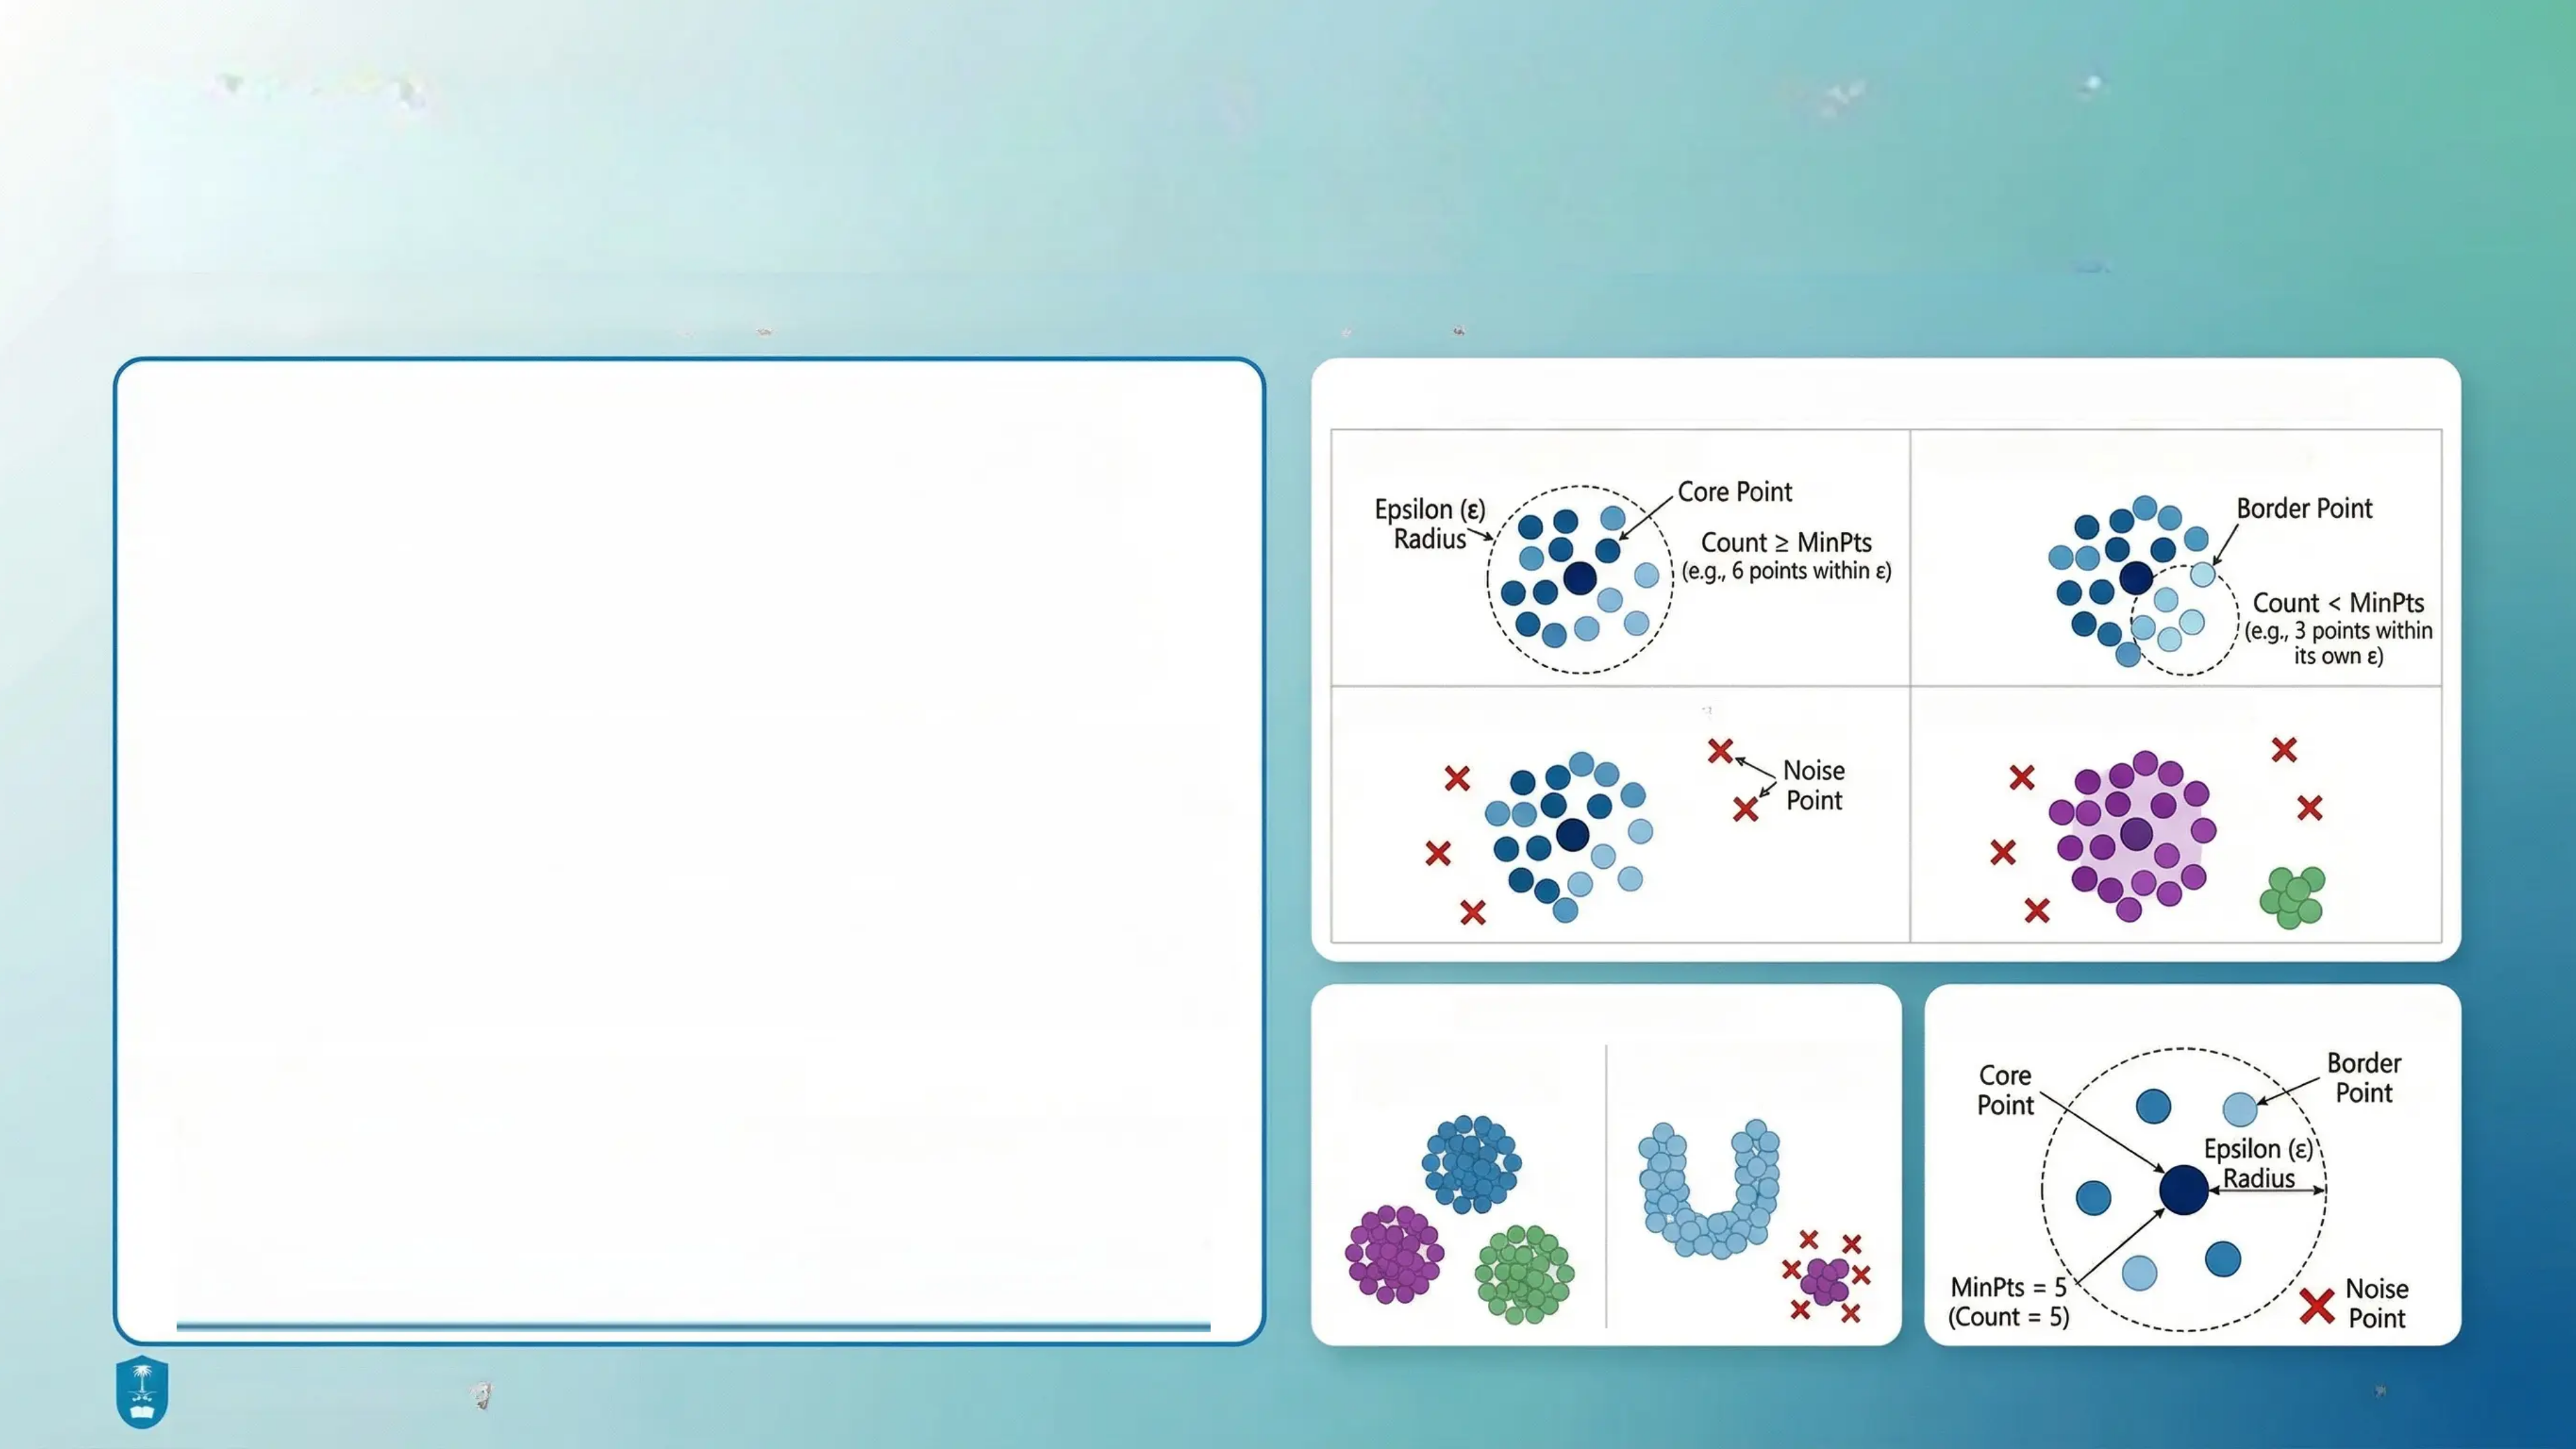 Epsilon (ε)
Radius
Core Point
Count ≥ MinPts
(e.g., 6 points within ε)
Border Point
Count < MinPts
(e.g., 3 points within
its own ε)
Noise
Point
Core
Point
Border
Point
Epsilon (ε)
Radius
MinPts = 5
(Count = 5)
Noise
Point